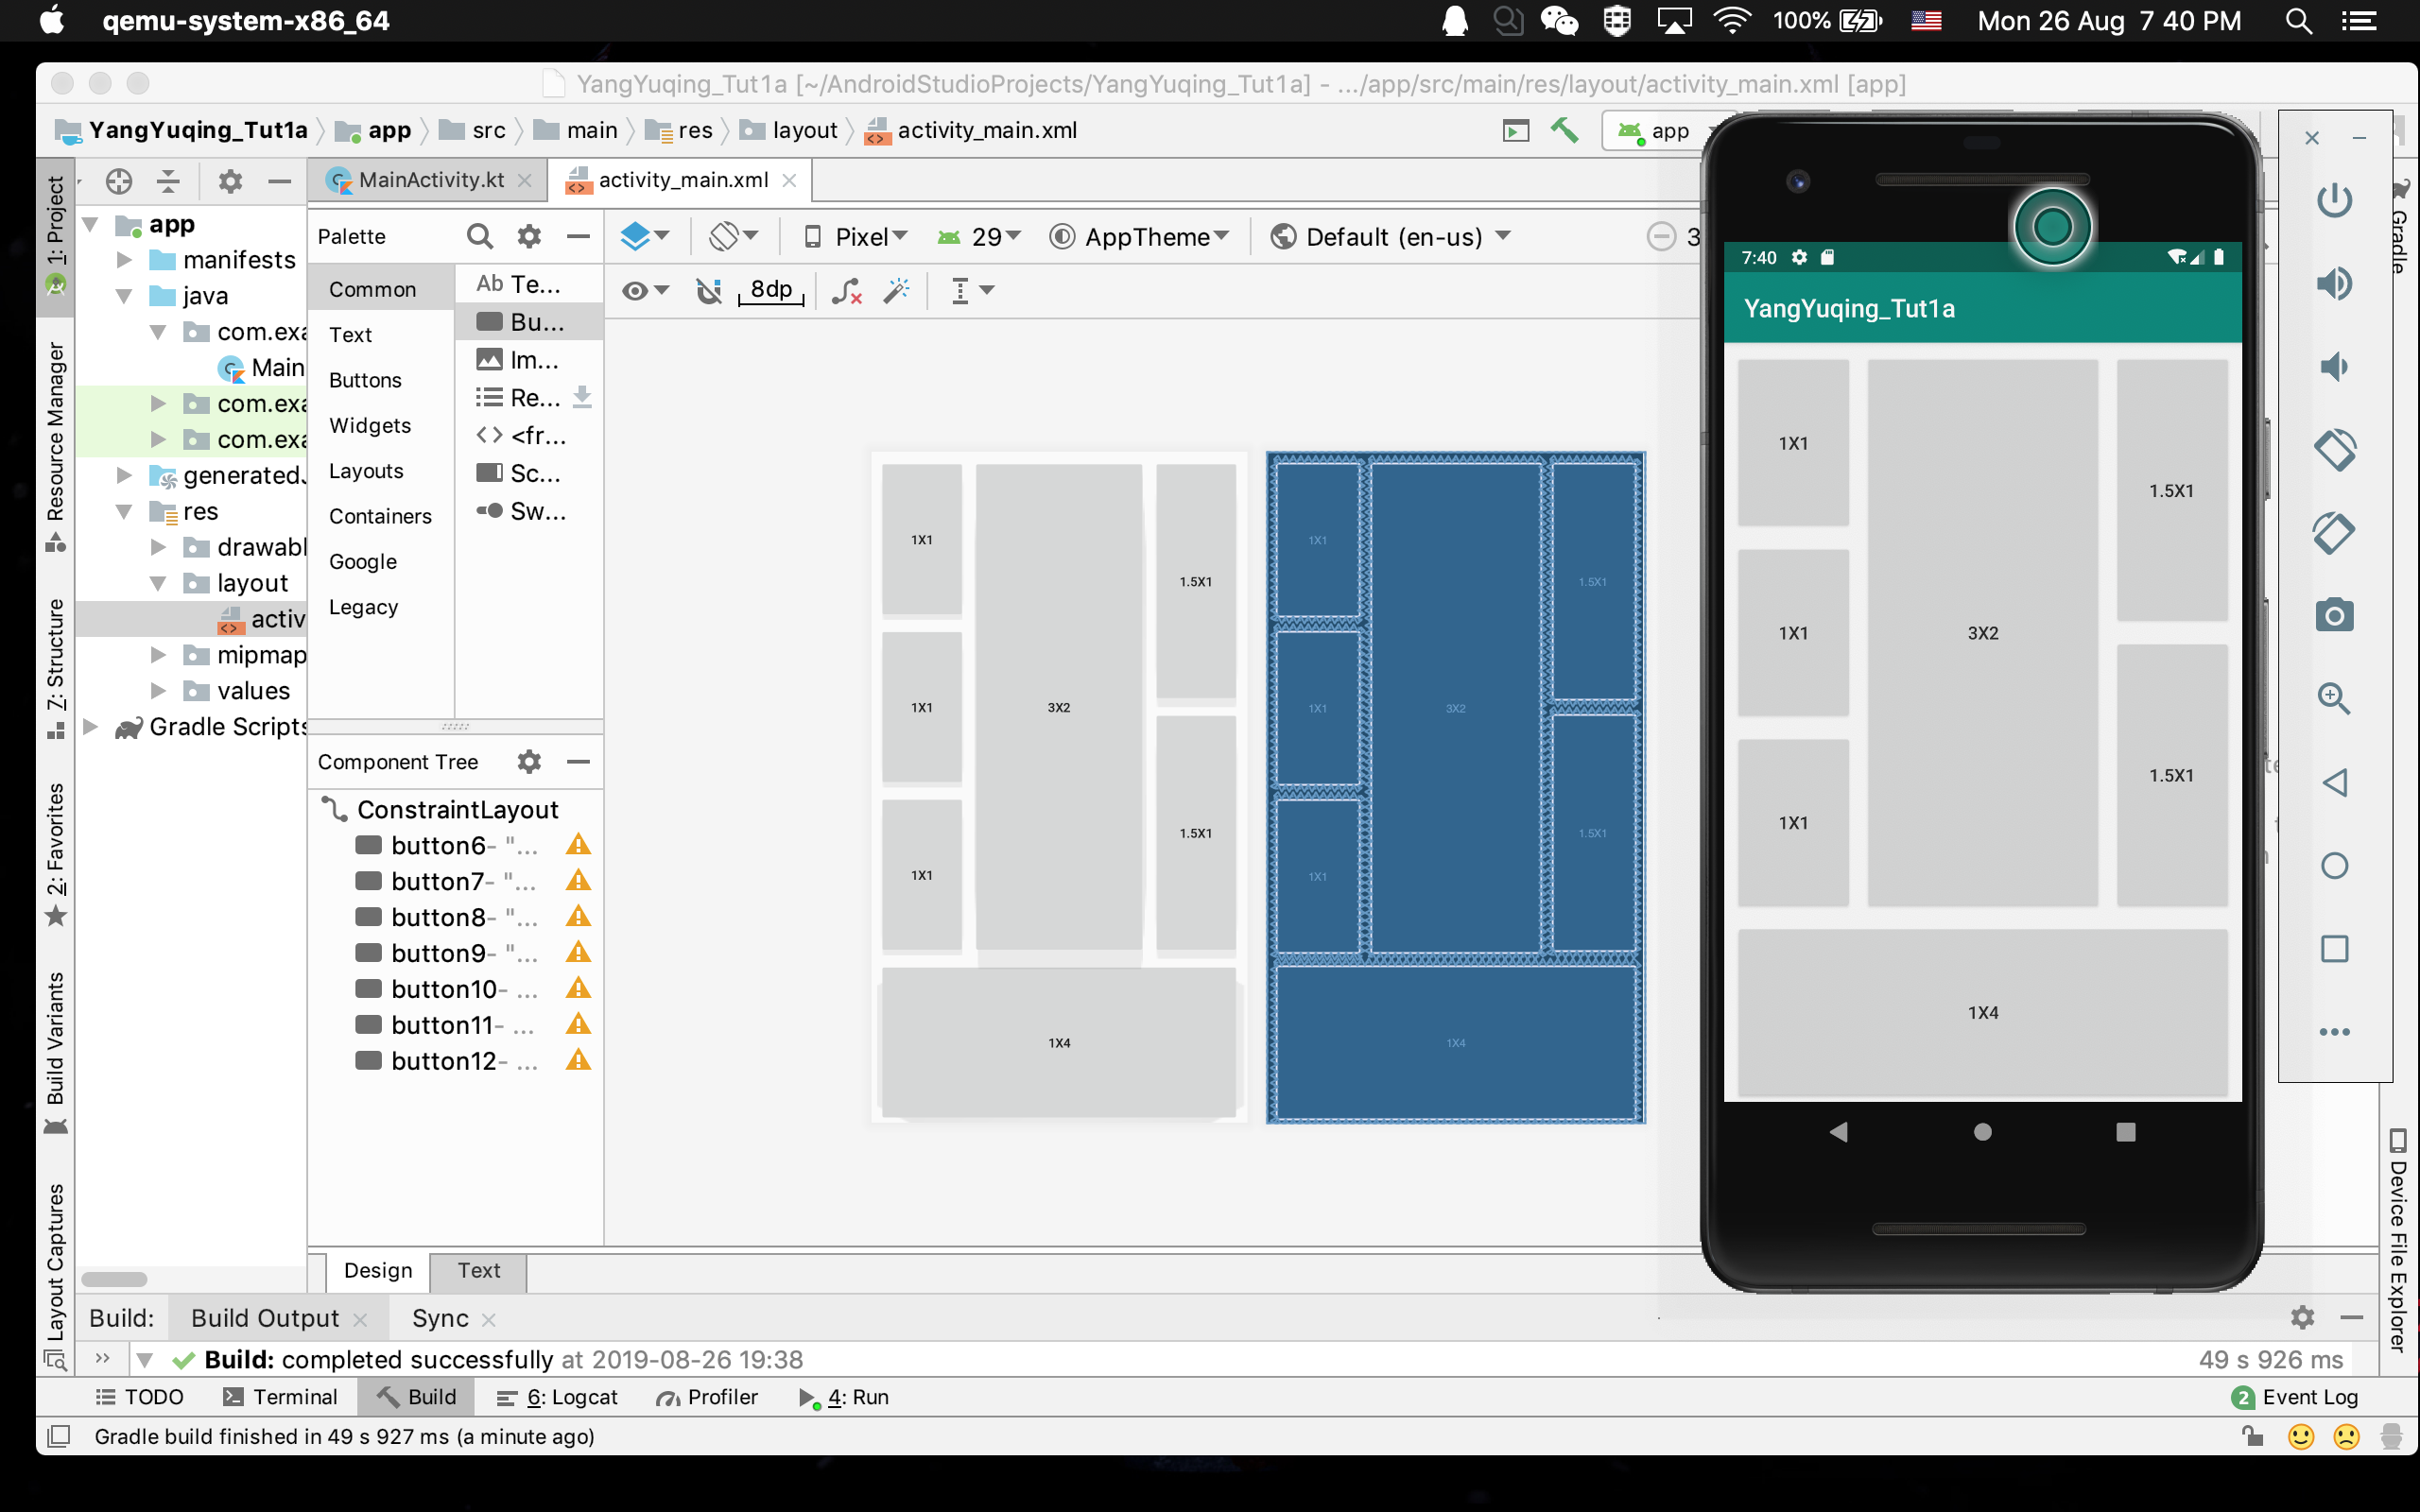 qemu-system-x86_64
100%
Mon 26 Aug 7 40 PM
YangYuqing_Tut1a [~/AndroidStudioProjects/YangYuqing_Tut1a] - .../app/src/main/res/layout/activity_main.xml [app]
YangYuqing_Tut1a
app
src
main
res
layout
activity_main.xml
app
MainActivity.kt
activity_main.xml
1: Project
Resource Manager
Z: Structure
2: Favorites
Build Variants
Layout Captures
app
manifests
java
com.exa
Main
com.exa
com.exa
generatedJ
res
drawabl
layout
activ
mipmap
values
Gradle Scripts
Palette
Common
Text
Buttons
Widgets
Layouts
Containers
Google
Legacy
Ab Te...
Bu...
Im...
Re...
<fr...
Sc...
Sw...
Component Tree
ConstraintLayout
button6- "...
button7- "...
button8- "...
button9- "...
button10- ...
button11- ...
button12- ...
Pixel
29
AppTheme
Default (en-us)
3
8dp
1X1
1X1
1X1
3X2
1.5X1
1.5X1
1X4
1X1
1X1
1X1
3X2
1.5X1
1.5X1
1X4
7:40
YangYuqing_Tut1a
1X1
1X1
1X1
3X2
1.5X1
1.5X1
1X4
Gradle
Device File Explorer
Design
Text
Build:
Build Output
Sync
Build: completed successfully at 2019-08-26 19:38
49 s 926 ms
TODO
Terminal
Build
6: Logcat
Profiler
4: Run
2 Event Log
Gradle build finished in 49 s 927 ms (a minute ago)